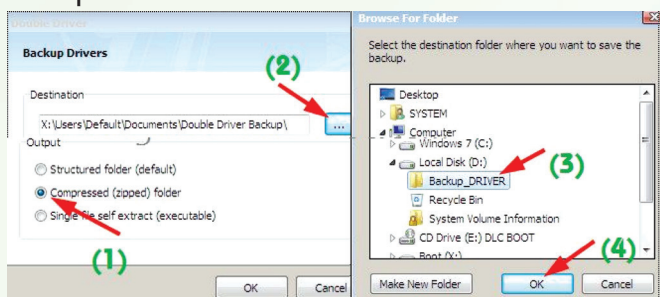 Double Driver
Backup Drivers
(2)
Destination
X:\Users\Default\Documents\Double Driver Backup\
...
Output
Structured folder (default)
Compressed (zipped) folder
Single file self extract (executable)
(1)
OK
Cancel
Browse For Folder
Select the destination folder where you want to save the
backup.
Desktop
SYSTEM
Computer
Windows 7 (C:)
Local Disk (D:)
(3)
Backup_DRIVER
Recycle Bin
System Volume Information
CD Drive (E:) DLC BOOT
(4)
Boot (X:)
Make New Folder
OK
Cancel